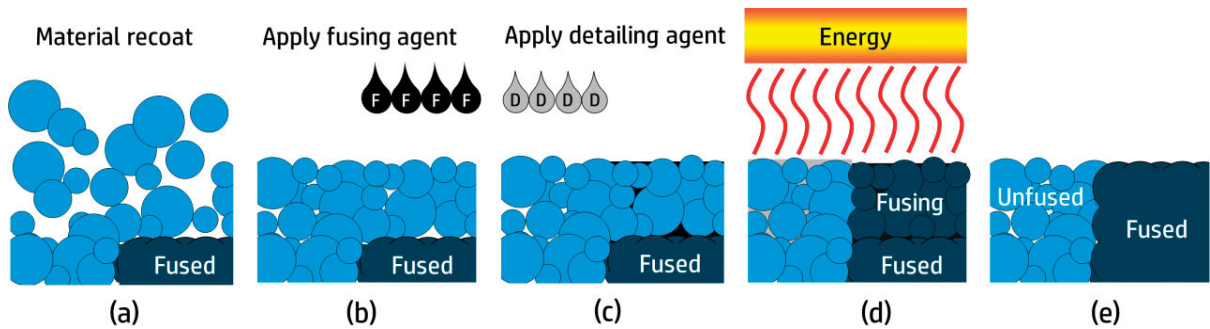 Material recoat
Apply fusing agent
Apply detailing agent
Energy
F F F F
D D D D
Fused
Fused
Fused
Fusing
Fused
Unfused
Fused
(a)
(b)
(c)
(d)
(e)